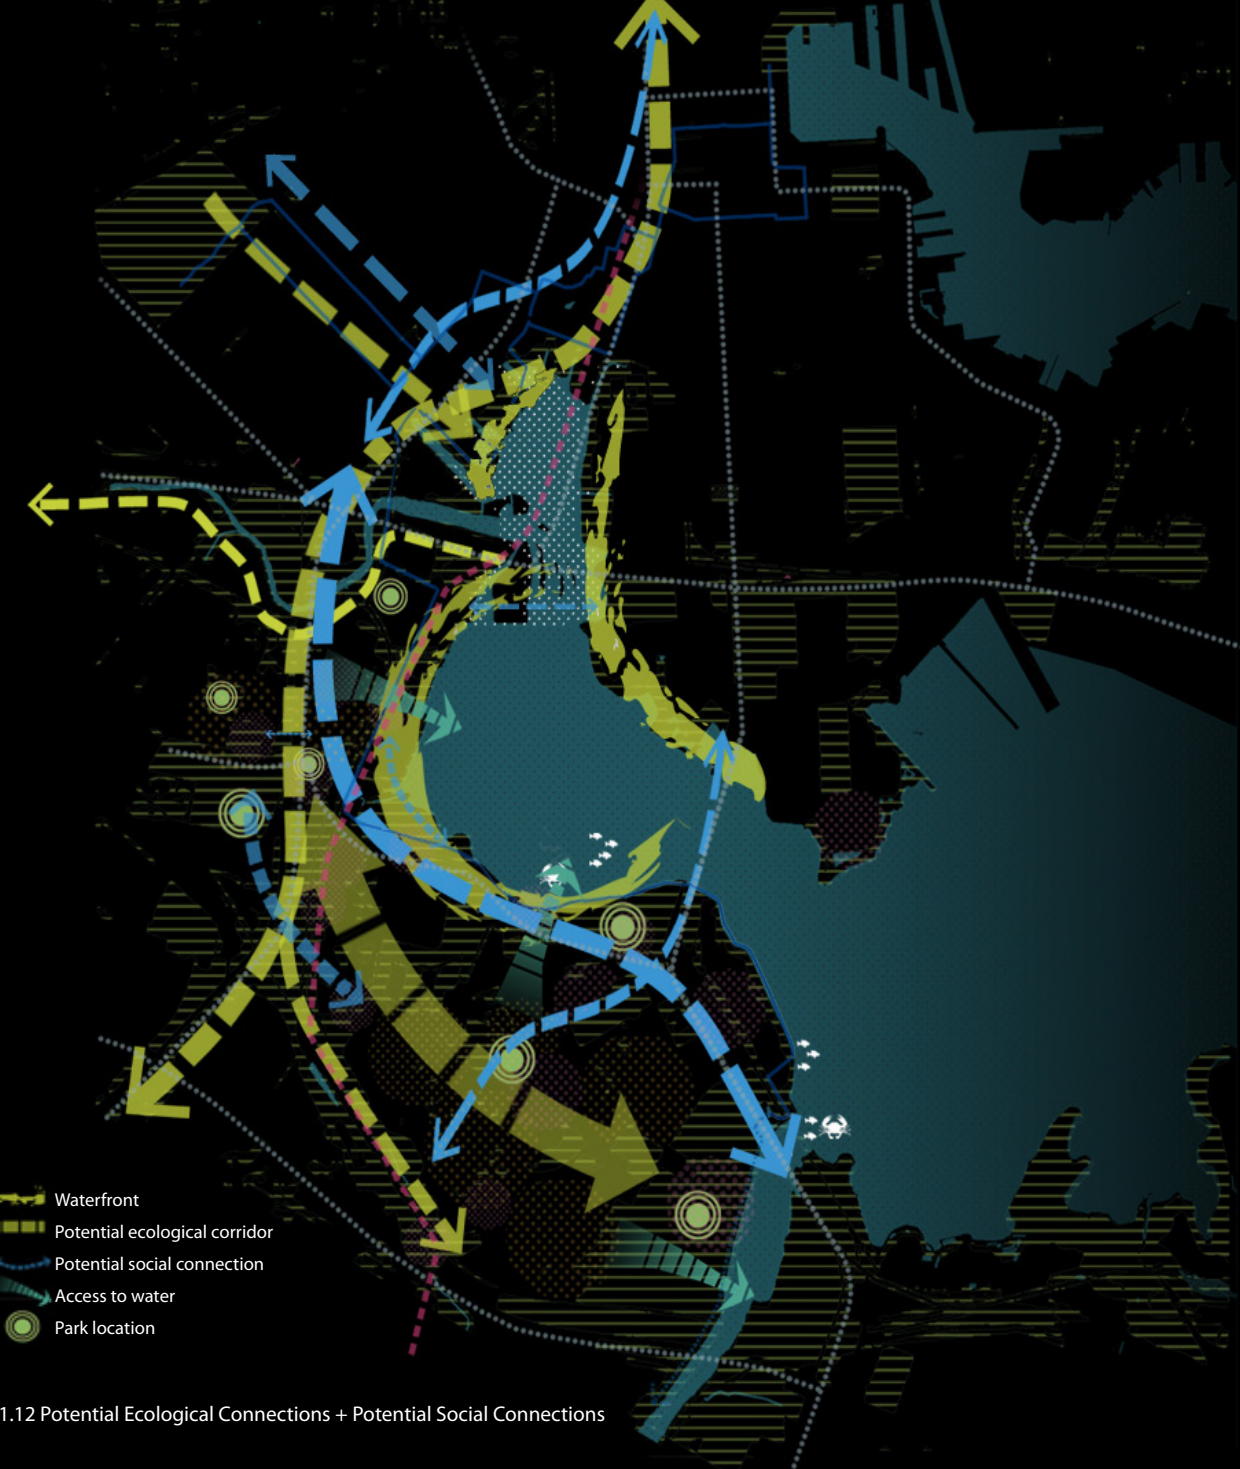 Waterfront
Potential ecological corridor
Potential social connection
Access to water
Park location
1.12 Potential Ecological Connections + Potential Social Connections